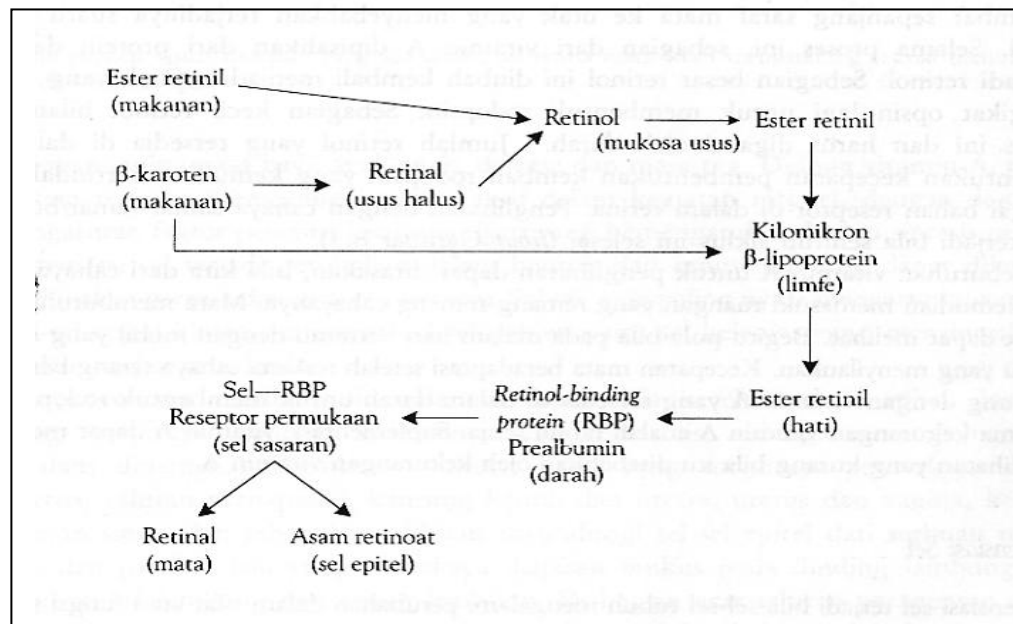 Ester retinil
(makanan)
Retinol
(mukosa usus)
Ester retinil
β-karoten
(makanan)
Retinal
(usus halus)
Kilomikron
β-lipoprotein
(limfe)
Sel—RBP
Reseptor permukaan
(sel sasaran)
Retinol-binding
protein (RBP)
Prealbumin
(darah)
Ester retinil
(hati)
Retinal
(mata)
Asam retinoat
(sel epitel)